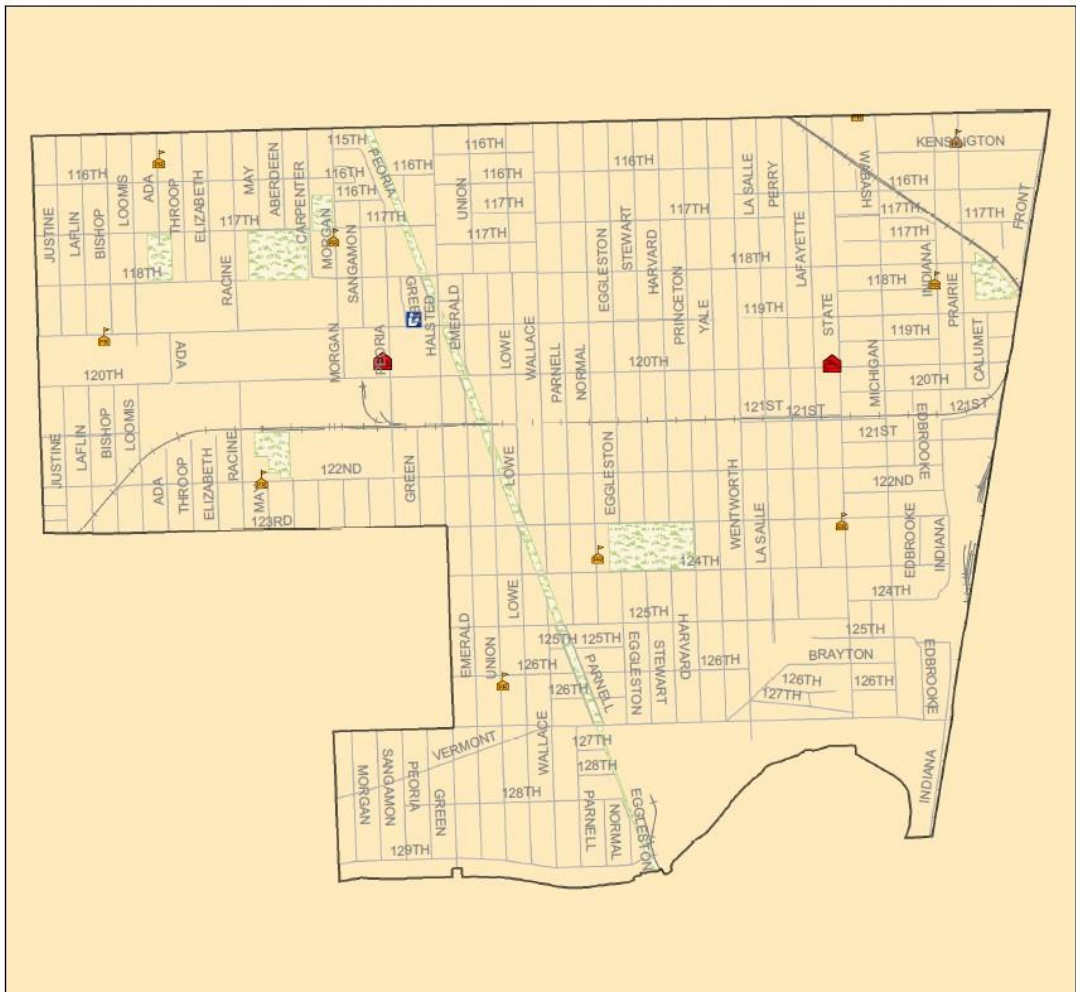 115TH
116TH
116TH
116TH
116TH
KENSINGTON
116TH
116TH
116TH
116TH
117TH
117TH
117TH
117TH
117TH
117TH
117TH
117TH
JUSTINE
LAFLIN
BISHOP
LOOMIS
ADA
THROOP
ELIZABETH
RACINE
MAY
ABERDEEN
CARPENTER
MORGAN
SANGAMON
PEORIA
GREEN
HALSTED
EMERALD
UNION
LOWE
WALLACE
PARNELL
NORMAL
EGGLESTON
STEWART
HARVARD
PRINCETON
YALE
LA SALLE
PERRY
LAFAYETTE
STATE
WABASH
MICHIGAN
INDIANA
PRAIRIE
CALUMET
FRONT
118TH
118TH
118TH
119TH
119TH
ADA
MORGAN
PEORIA
120TH
120TH
120TH
121ST
121ST
121ST
121ST
EDBROOKE
JUSTINE
LAFLIN
BISHOP
LOOMIS
ADA
THROOP
ELIZABETH
RACINE
MAY
122ND
123RD
GREEN
LOWE
EGGLESTON
WENTWORTH
LA SALLE
122ND
EDBROOKE
INDIANA
124TH
124TH
EMERALD
UNION
LOWE
125TH
125TH
125TH
125TH
126TH
126TH
126TH
126TH
126TH
127TH
BRAYTON
EDBROOKE
PARNELL
EGGLESTON
STEWART
HARVARD
WALLACE
VERMONT
127TH
128TH
128TH
MORGAN
SANGAMON
PEORIA
GREEN
PARNELL
NORMAL
EGGLESTON
INDIANA
129TH